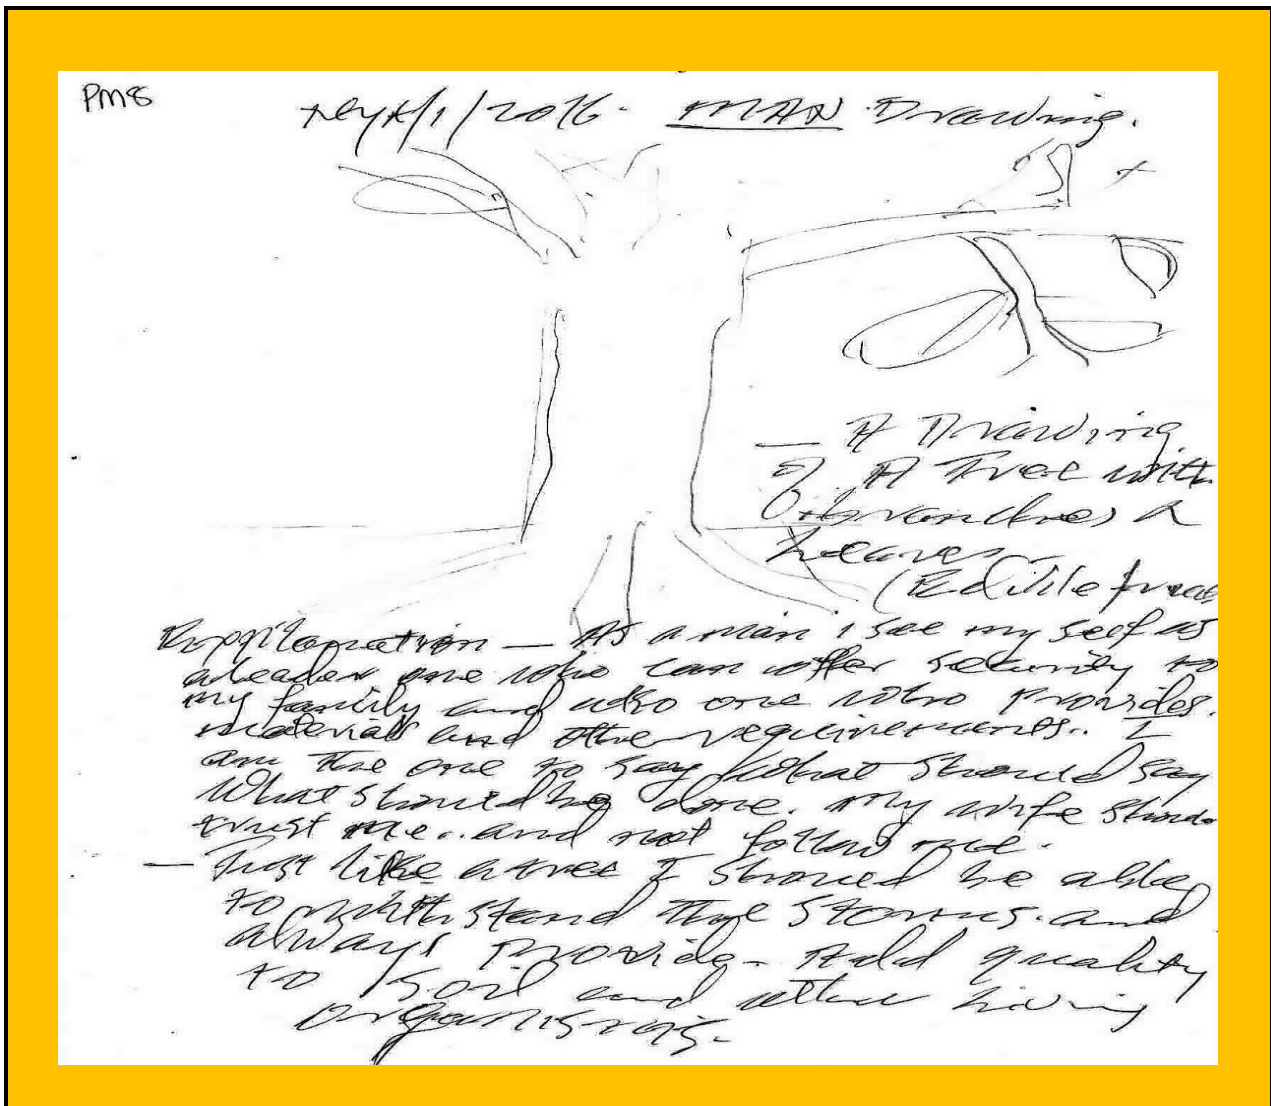 PM8
/1/2016. MAN Drawing.
— A Drawing
of A Tree with
branches &
Leaves
(Edible fruit
Explanation — As a man i see my self as
aleader one who can offer security to
my family and also one who Provides.
materials and other requirements. I
am the one to say what should say
what should be done. my wife should
trust me.. and not follow me.
— Just like a tree I should be able
to withstand the storms. and
always provide. Add quality
to soil and other living
organisms.